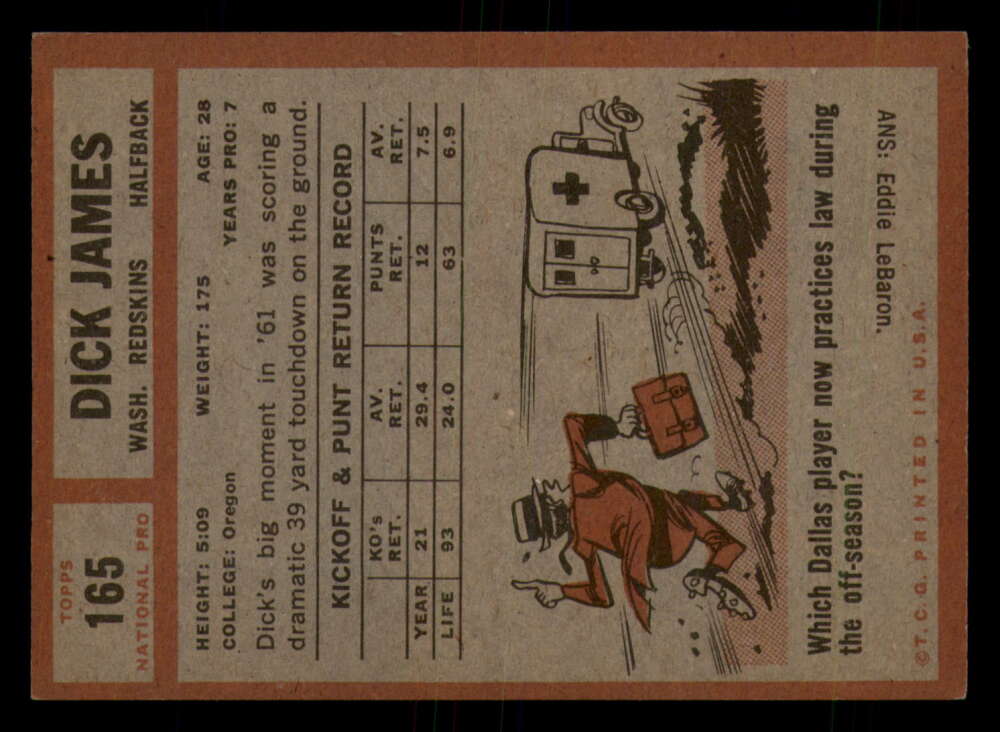 TOPPS
165
NATIONAL PRO
DICK JAMES
WASH. REDSKINS HALFBACK
HEIGHT: 5:09 WEIGHT: 175 AGE: 28
COLLEGE: Oregon YEARS PRO: 7
Dick's big moment in '61 was scoring a
dramatic 39 yard touchdown on the ground.
KICKOFF & PUNT RETURN RECORD
KO's RET. AV. RET. PUNTS RET. AV. RET.
YEAR 21 29.4 12 7.5
LIFE 93 24.0 63 6.9
Which Dallas player now practices law during
the off-season?
ANS: Eddie LeBaron.
©T.C.G. PRINTED IN U.S.A.